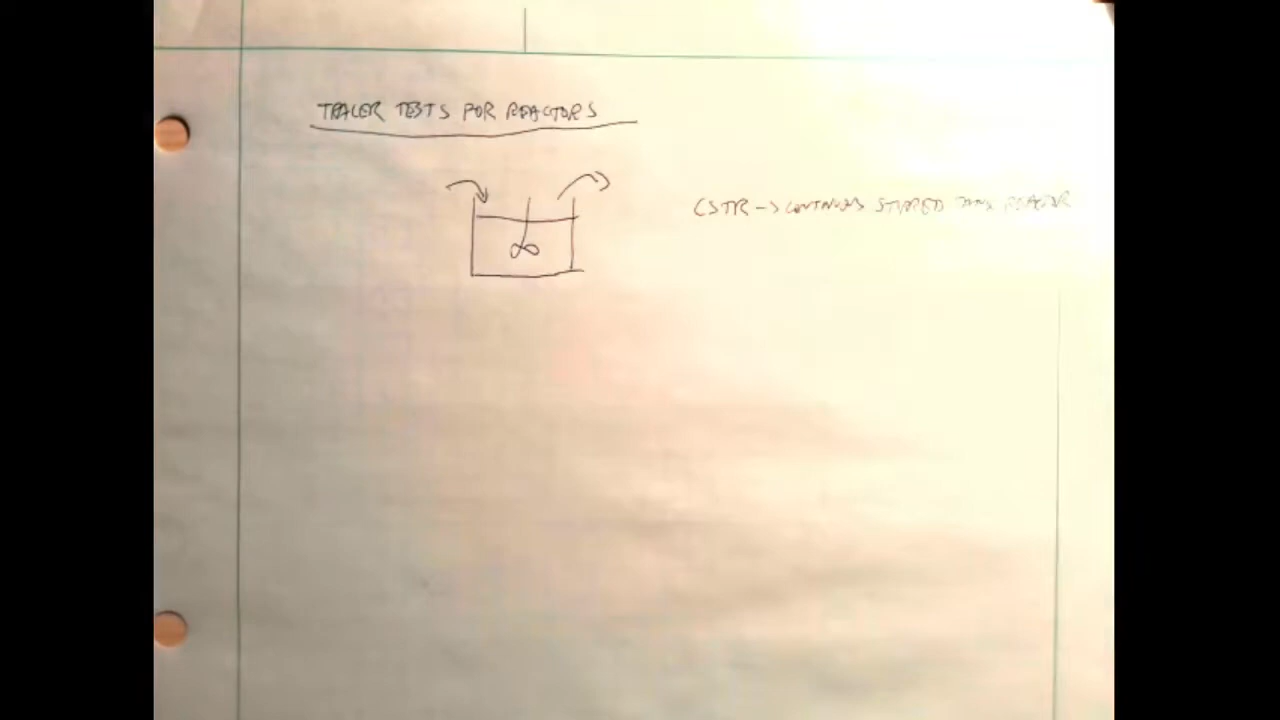 TRACER TESTS FOR REACTORS
CSTR -> CONTINUOUS STIRRED TANK REACTOR